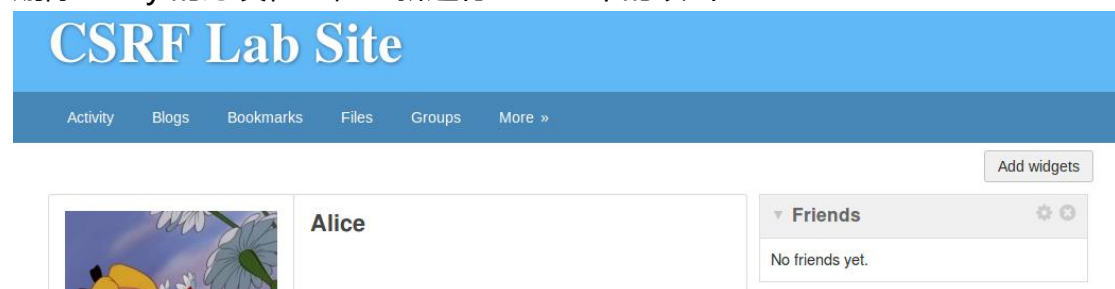 CSRF Lab Site
Activity Blogs Bookmarks Files Groups More »
Add widgets
Alice
Friends
No friends yet.